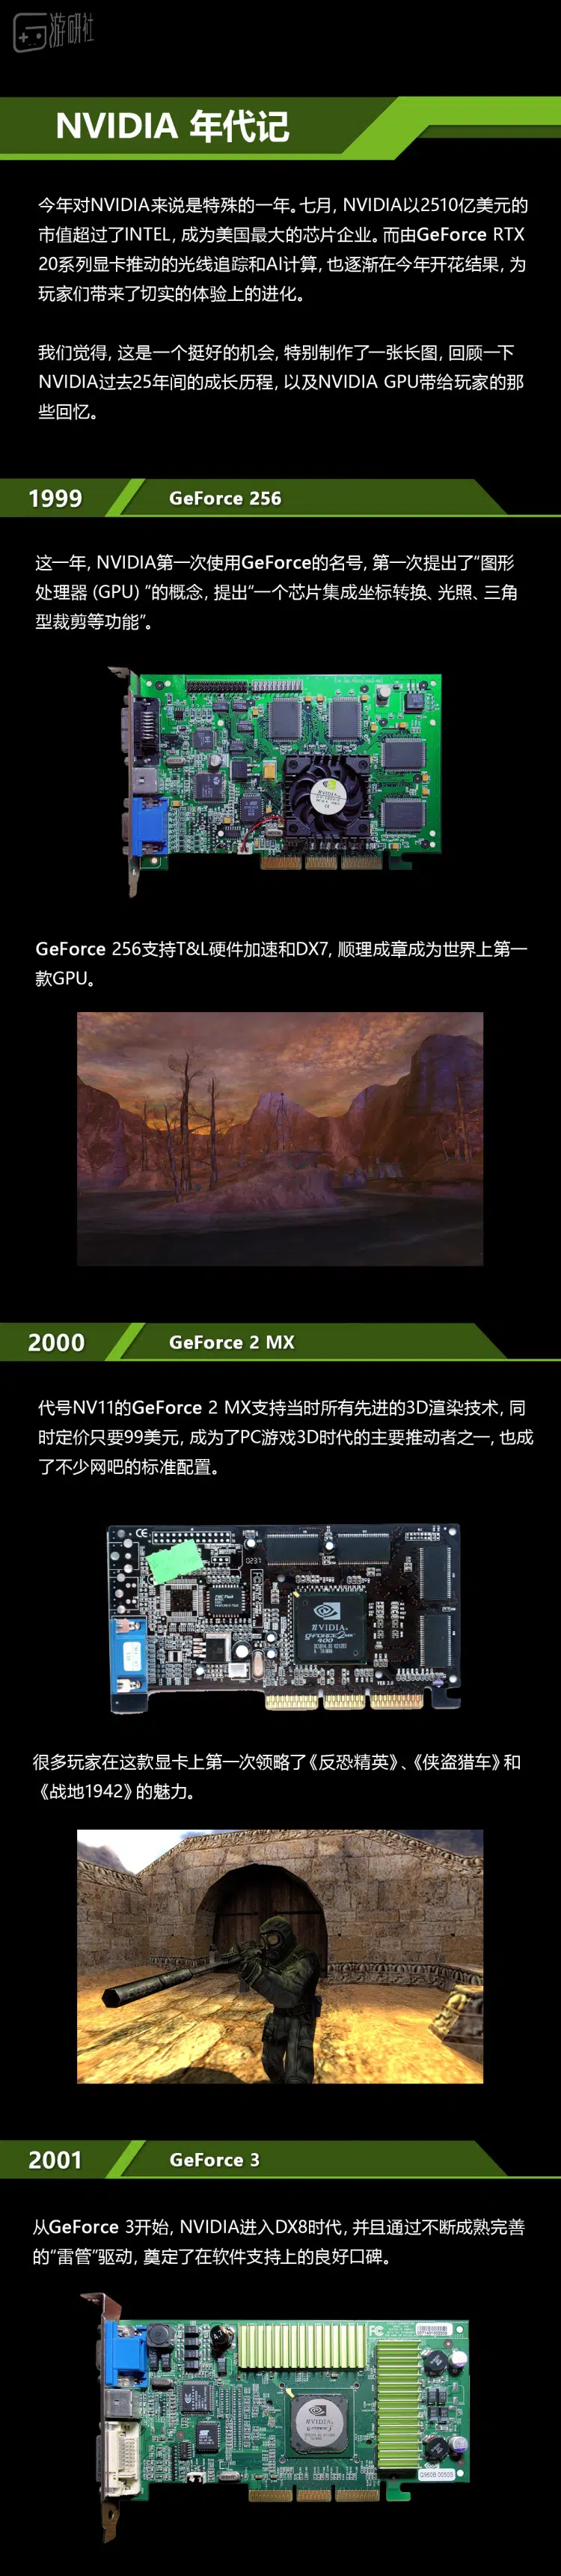 游研社
NVIDIA 年代记
今年对NVIDIA来说是特殊的一年。七月, NVIDIA以2510亿美元的
市值超过了INTEL, 成为美国最大的芯片企业。而由GeForce RTX
20系列显卡推动的光线追踪和AI计算, 也逐渐在今年开花结果, 为
玩家们带来了切实的体验上的进化。
我们觉得, 这是一个挺好的机会, 特别制作了一张长图, 回顾一下
NVIDIA过去25年间的成长历程, 以及NVIDIA GPU带给玩家的那
些回忆。
1999 GeForce 256
这一年, NVIDIA第一次使用GeForce的名号, 第一次提出了“图形
处理器 (GPU) ”的概念, 提出“一个芯片集成坐标转换、光照、三角
型裁剪等功能”。
NVIDIA
GeForce 256支持T&L硬件加速和DX7, 顺理成章成为世界上第一
款GPU。
2000 GeForce 2 MX
代号NV11的GeForce 2 MX支持当时所有先进的3D渲染技术, 同
时定价只要99美元, 成为了PC游戏3D时代的主要推动者之一, 也成
了不少网吧的标准配置。
CE
NVIDIA
GeFORCE2 MX
400
很多玩家在这款显卡上第一次领略了《反恐精英》、《侠盗猎车》和
《战地1942》的魅力。
2001 GeForce 3
从GeForce 3开始, NVIDIA进入DX8时代, 并且通过不断成熟完善
的“雷管”驱动, 奠定了在软件支持上的良好口碑。
FC
NVIDIA
GeFORCE3